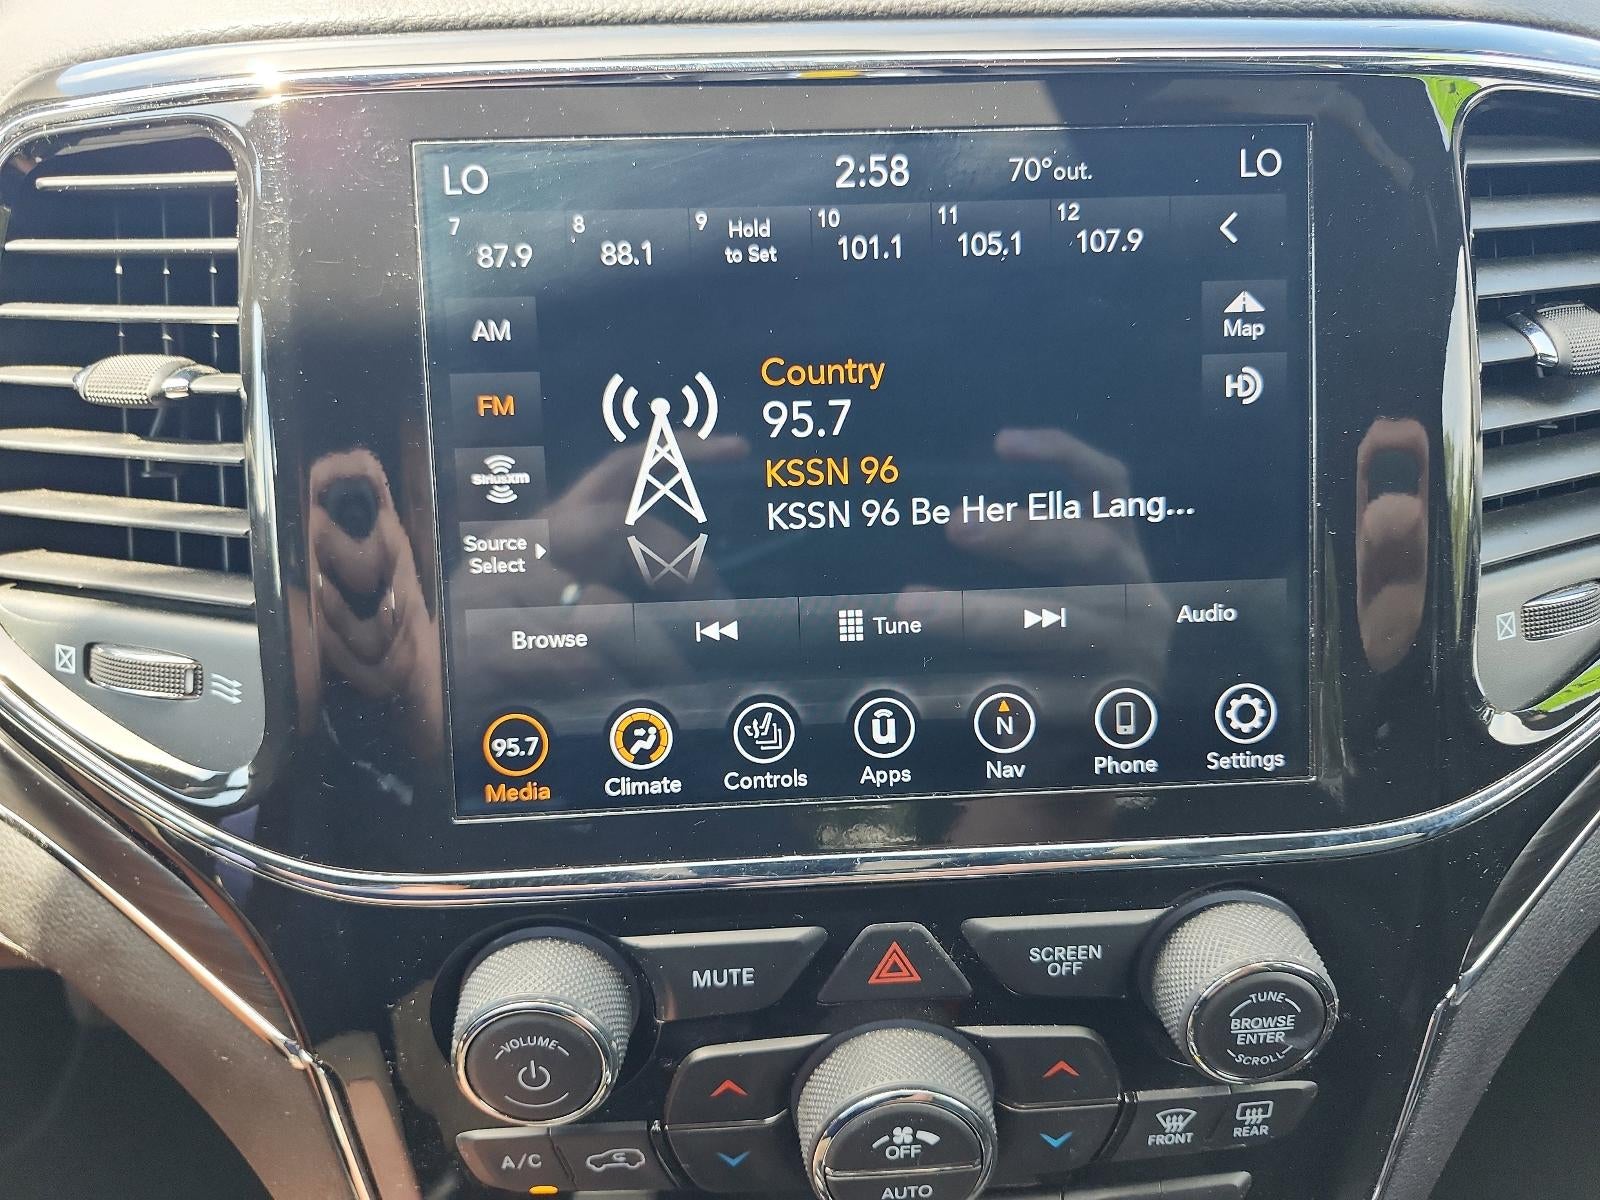 LO 2:58 70°out. LO
7 8 9 Hold 10 11 12
87.9 88.1 to Set 101.1 105.1 107.9
AM
Map
FM
HD
Country
95.7
KSSN 96
KSSN 96 Be Her Ella Lang...
SiriusXM
Source
Select
Browse Tune Audio
95.7 u N
Media Climate Controls Apps Nav Phone Settings
MUTE
SCREEN
OFF
VOLUME
TUNE
BROWSE
ENTER
SCROLL
A/C
OFF
AUTO
FRONT
REAR